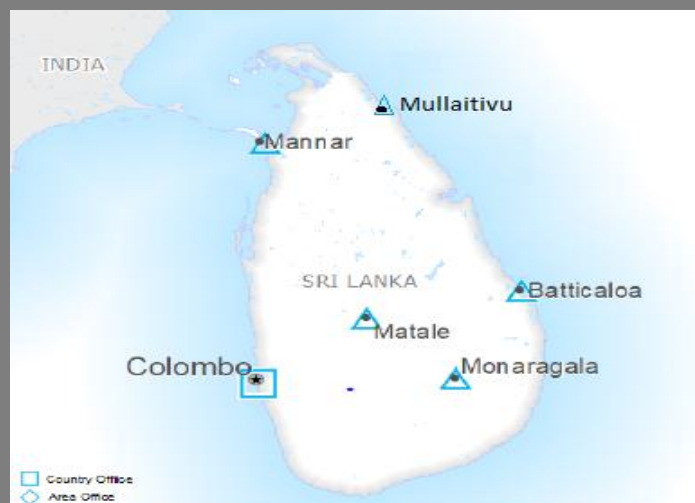 INDIA
Mullaitivu
Mannar
SRI LANKA
Batticaloa
Matale
Colombo
Monaragala
Country Office
Area Office